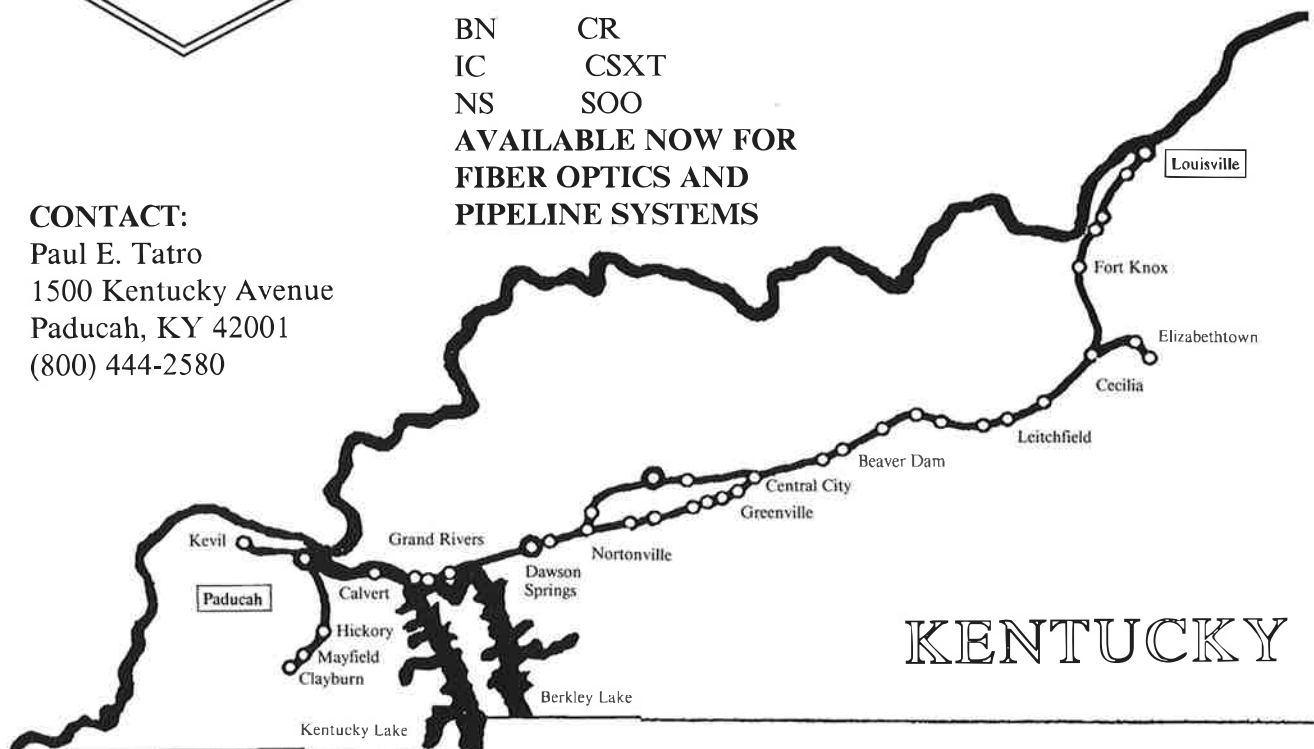 BN CR
IC CSXT
NS SOO
AVAILABLE NOW FOR
FIBER OPTICS AND
PIPELINE SYSTEMS
CONTACT:
Paul E. Tatro
1500 Kentucky Avenue
Paducah, KY 42001
(800) 444-2580
Louisville
Fort Knox
Elizabethtown
Cecilia
Leitchfield
Beaver Dam
Central City
Greenville
Nortonville
Dawson
Springs
Grand Rivers
Calvert
Kevil
Paducah
Hickory
Mayfield
Clayburn
Berkley Lake
Kentucky Lake
KENTUCKY